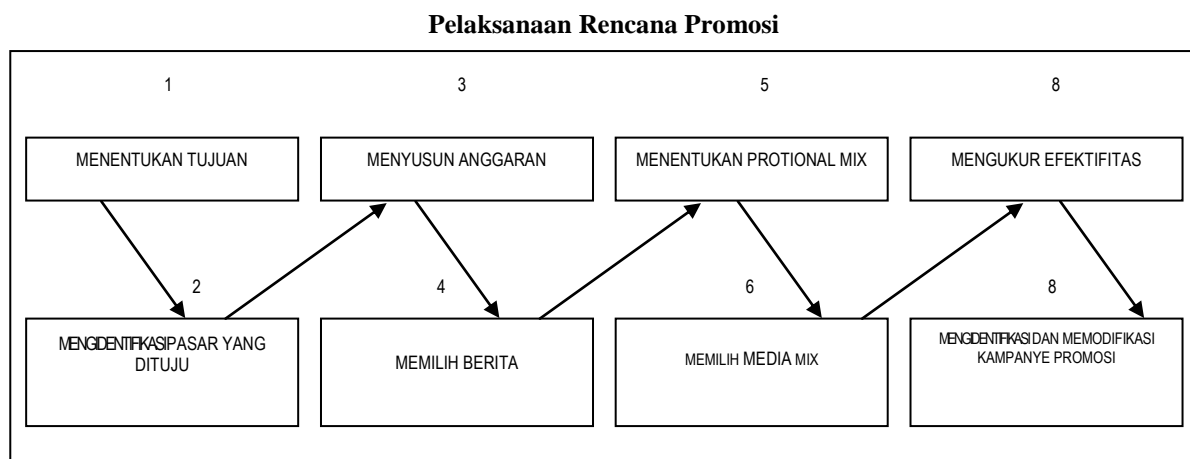 Pelaksanaan Rencana Promosi
1
3
5
8
MENENTUKAN TUJUAN
MENYUSUN ANGGARAN
MENENTUKAN PROTIONAL MIX
MENGUKUR EFEKTIFITAS
2
4
6
8
MENGIDENTIFIKASI PASAR YANG
DITUJU
MEMILIH BERITA
MEMILIH MEDIA MIX
MENGIDENTIFIKASI DAN MEMODIFIKASI
KAMPANYE PROMOSI